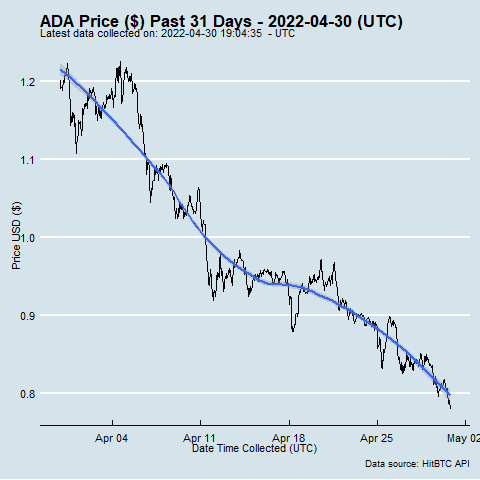 ADA Price ($) Past 31 Days - 2022-04-30 (UTC)
Latest data collected on: 2022-04-30 19:04:35 - UTC
1.2
1.1
1.0
0.9
0.8
Price USD ($)
Apr 04
Apr 11
Apr 18
Apr 25
May 02
Date Time Collected (UTC)
Data source: HitBTC API